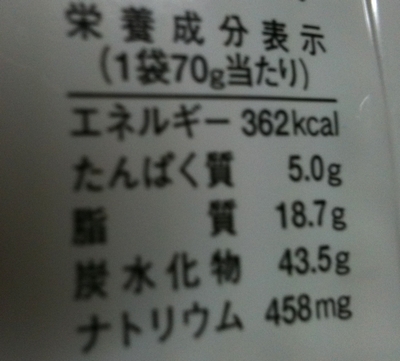 栄養成分表示
(1袋70g当たり)
エネルギー 362kcal
たんぱく質 5.0g
脂質 18.7g
炭水化物 43.5g
ナトリウム 458mg